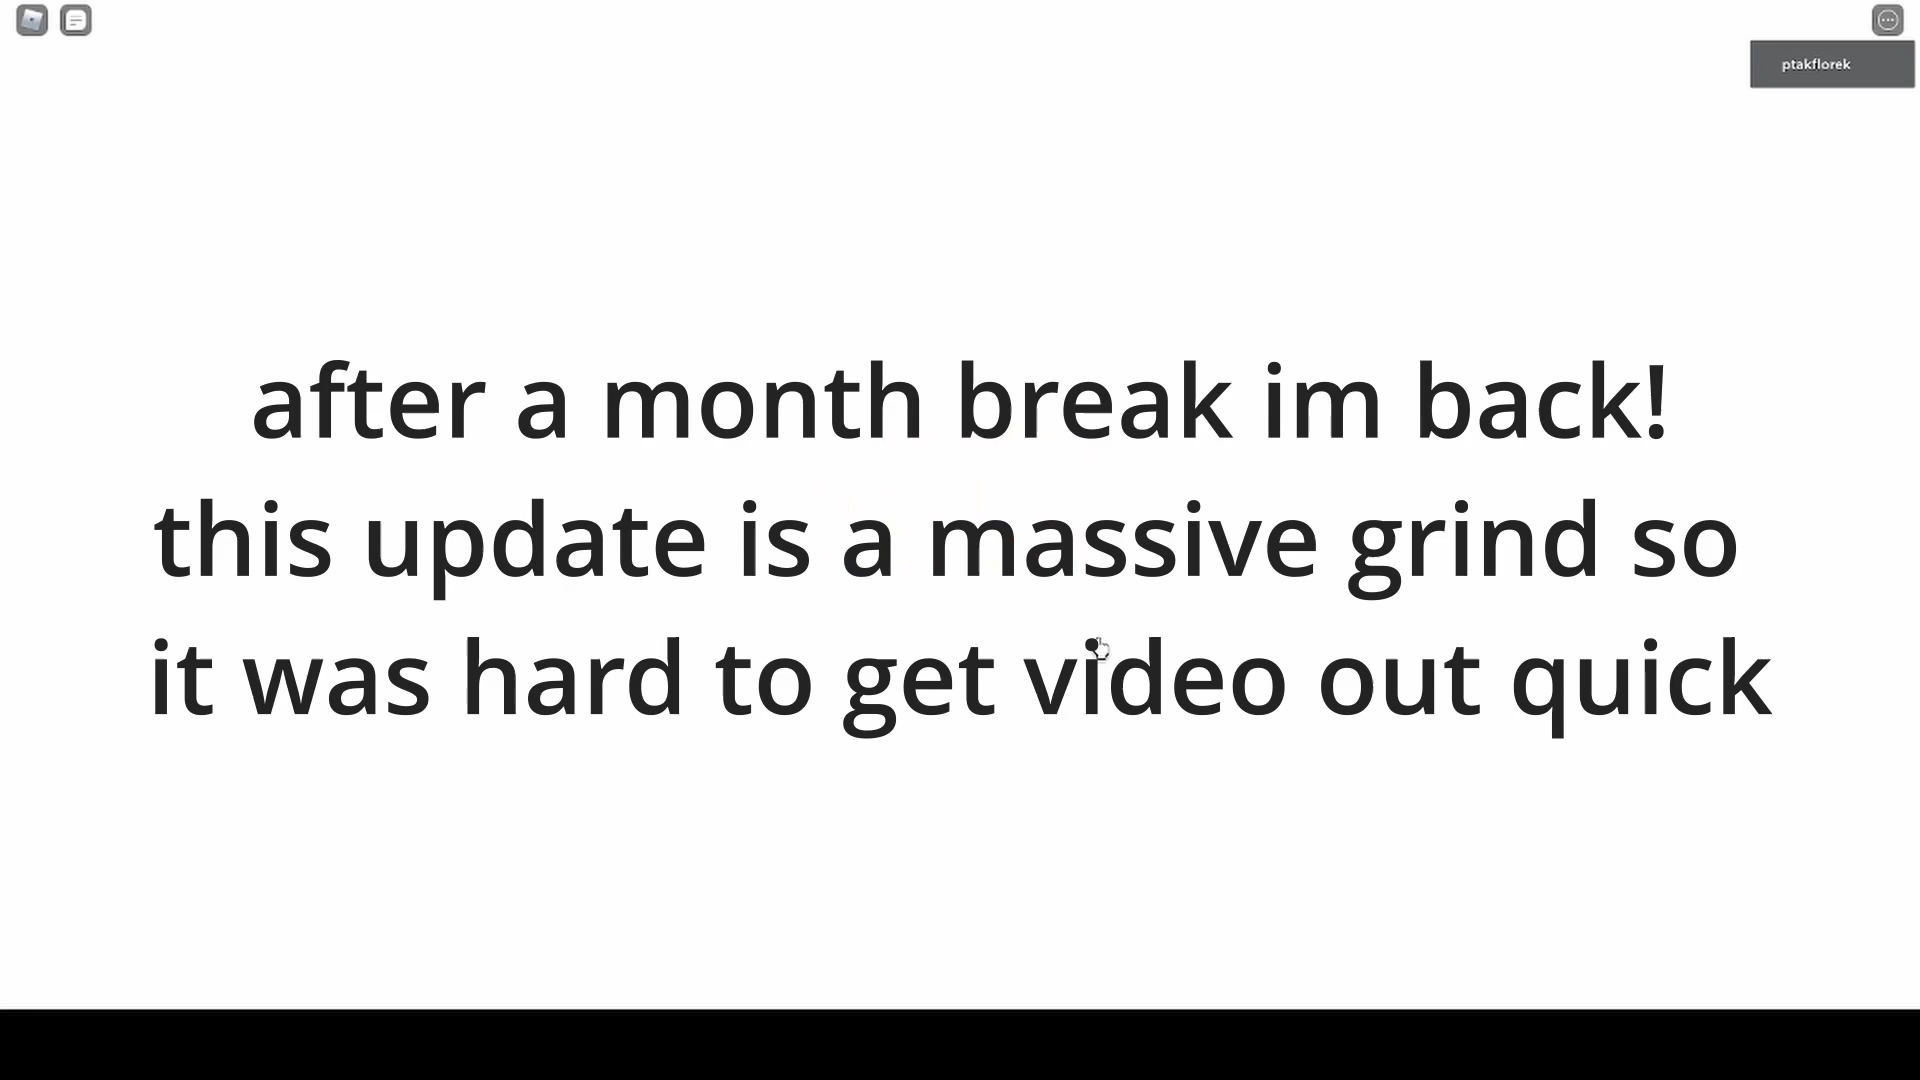 ptakflorek
after a month break im back!
this update is a massive grind so
it was hard to get video out quick